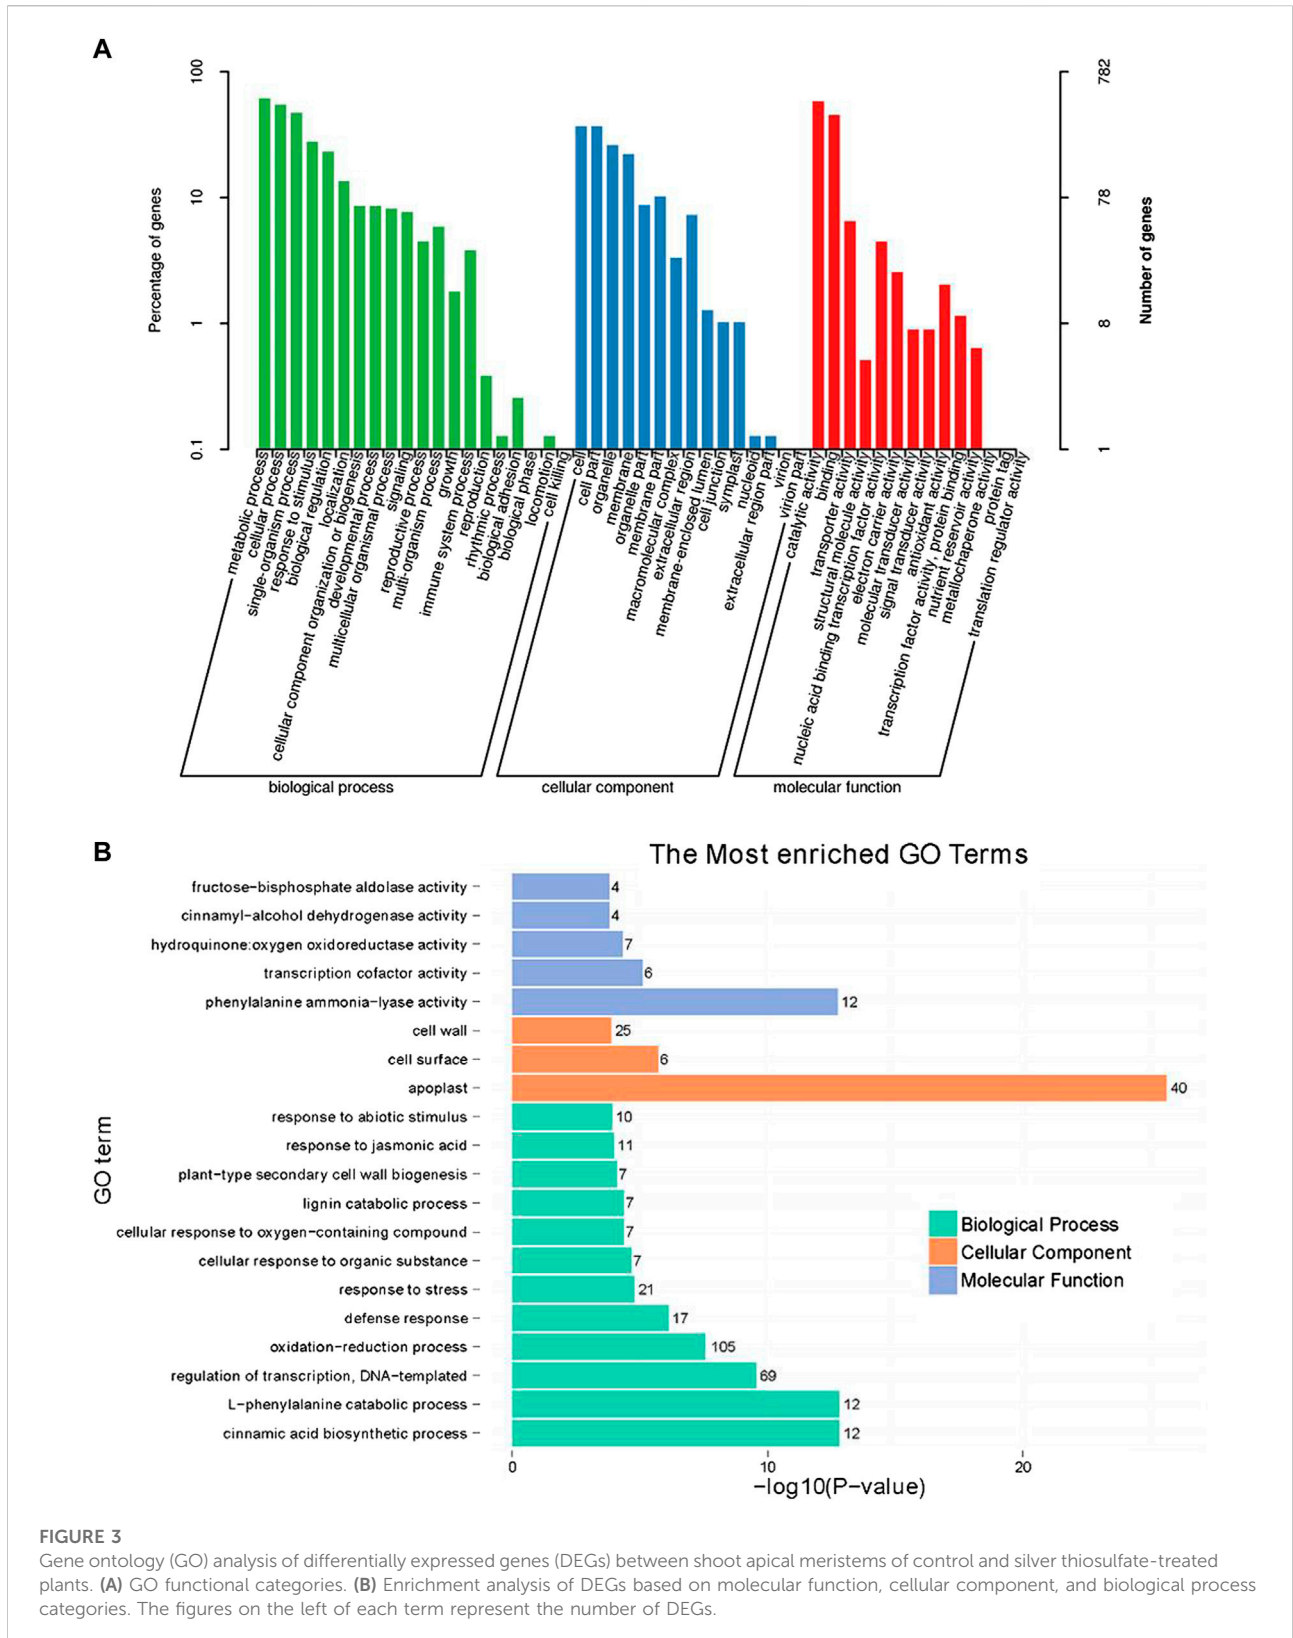 A
100
10
1
0.1
Percentage of genes
782
78
8
1
Number of genes
metabolic process
cellular process
single-organism process
response to stimulus
biological regulation
localization
cellular component organization or biogenesis
developmental process
multicellular organismal process
signaling
reproductive process
multi-organism process
growth
immune system process
reproduction
rhythmic process
biological adhesion
biological phase
locomotion
cell killing
cell
cell part
organelle
membrane
organelle part
membrane part
macromolecular complex
extracellular region
membrane-enclosed lumen
cell junction
symplast
nucleoid
extracellular region part
virion
virion part
catalytic activity
binding
transporter activity
structural molecule activity
nucleic acid binding transcription factor activity
electron carrier activity
molecular transducer activity
signal transducer activity
antioxidant activity
transcription factor activity, protein binding
nutrient reservoir activity
metallochaperone activity
protein tag
translation regulator activity
biological process
cellular component
molecular function
B
The Most enriched GO Terms
GO term
fructose-bisphosphate aldolase activity 4
cinnamyl-alcohol dehydrogenase activity 4
hydroquinone:oxygen oxidoreductase activity 7
transcription cofactor activity 6
phenylalanine ammonia-lyase activity 12
cell wall 25
cell surface 6
apoplast 40
response to abiotic stimulus 10
response to jasmonic acid 11
plant-type secondary cell wall biogenesis 7
lignin catabolic process 7
cellular response to oxygen-containing compound 7
cellular response to organic substance 7
response to stress 21
defense response 17
oxidation-reduction process 105
regulation of transcription, DNA-templated 69
L-phenylalanine catabolic process 12
cinnamic acid biosynthetic process 12
Biological Process
Cellular Component
Molecular Function
0 10 20
-log10(P-value)
FIGURE 3
Gene ontology (GO) analysis of differentially expressed genes (DEGs) between shoot apical meristems of control and silver thiosulfate-treated
plants. (A) GO functional categories. (B) Enrichment analysis of DEGs based on molecular function, cellular component, and biological process
categories. The figures on the left of each term represent the number of DEGs.